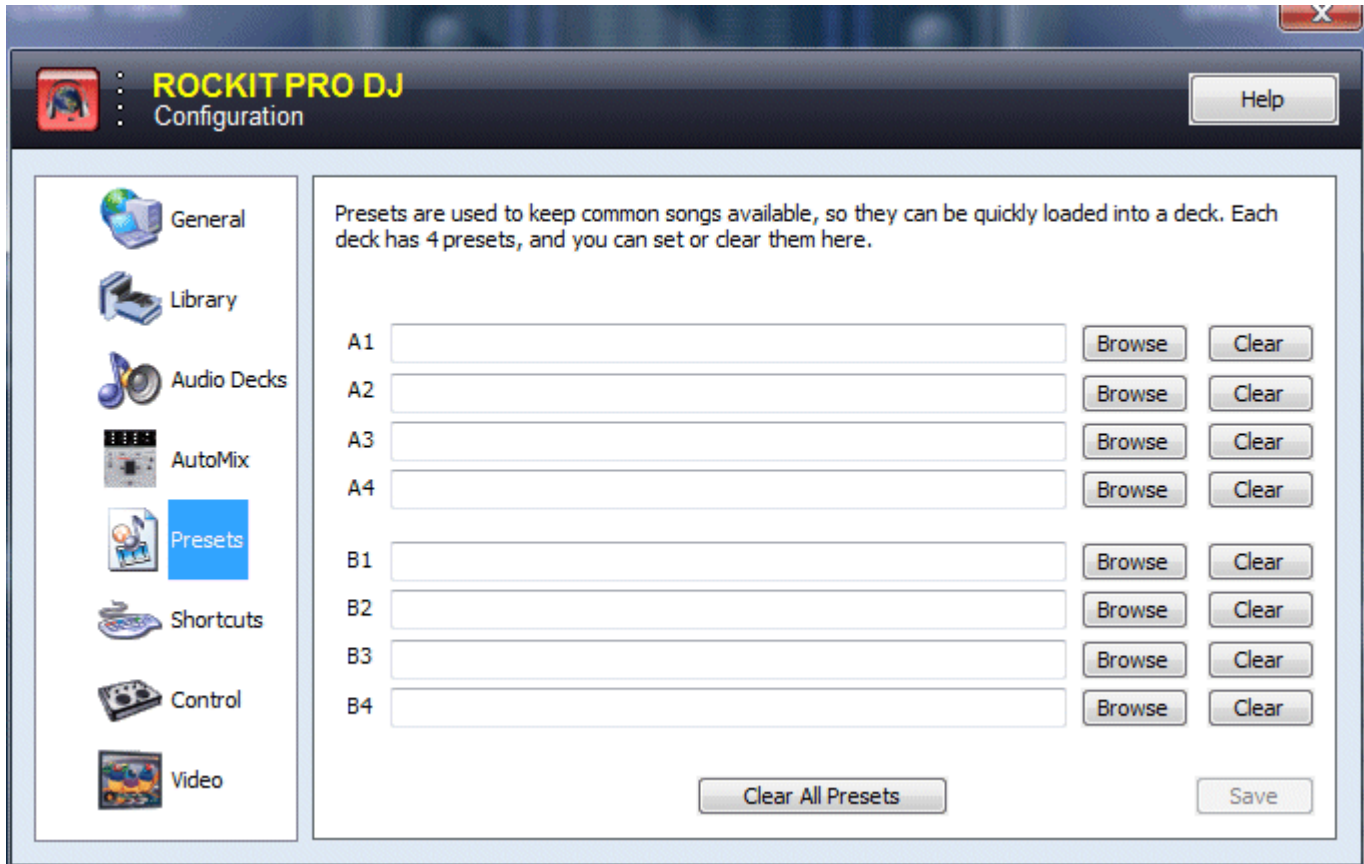 X
ROCKIT PRO DJ
Configuration
Help
General
Library
Audio Decks
AutoMix
Presets
Shortcuts
Control
Video
Presets are used to keep common songs available, so they can be quickly loaded into a deck. Each
deck has 4 presets, and you can set or clear them here.
A1 Browse Clear
A2 Browse Clear
A3 Browse Clear
A4 Browse Clear
B1 Browse Clear
B2 Browse Clear
B3 Browse Clear
B4 Browse Clear
Clear All Presets Save